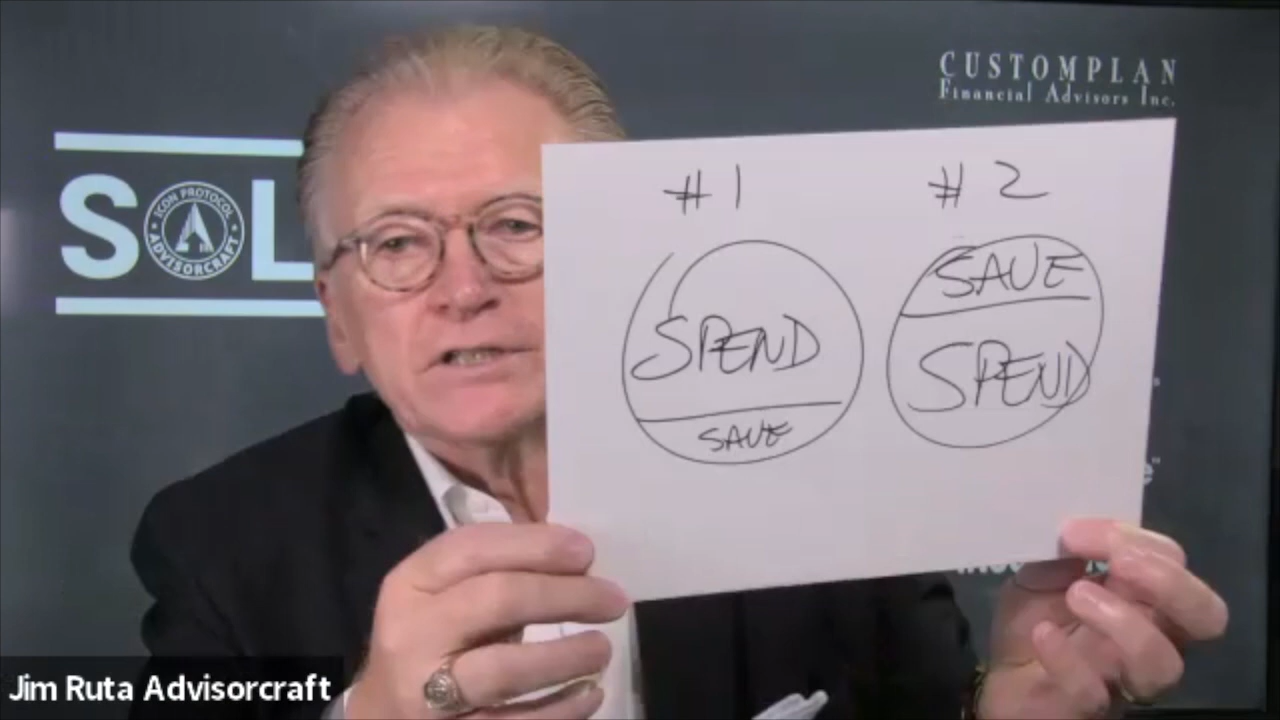 CUSTOMPLAN
Financial Advisors Inc.
SOL
ICON PROTOCOL
ADVISORCRAFT
#1
#2
SPEND
SAVE
SAVE
SPEND
Jim Ruta Advisorcraft